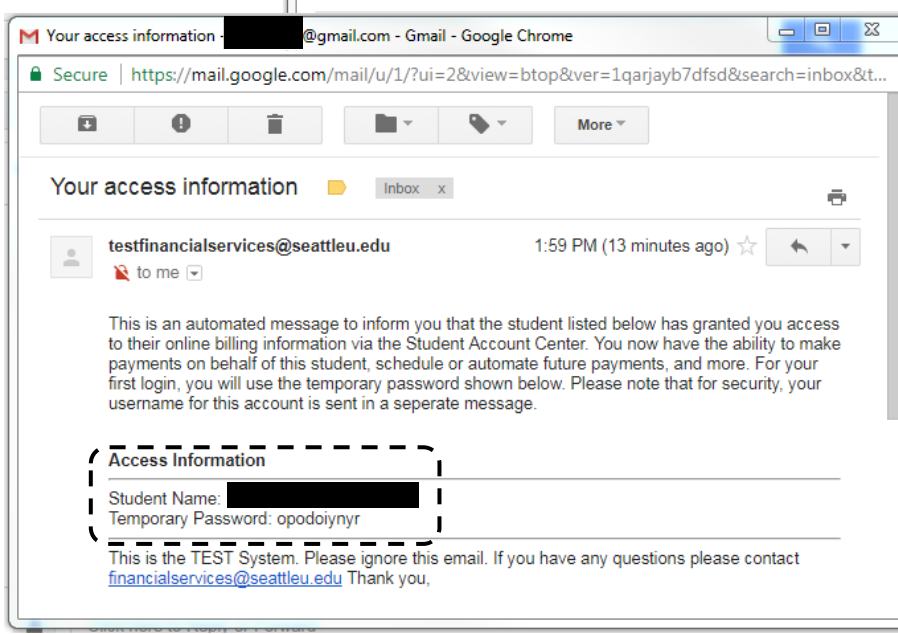 Your access information - @gmail.com - Gmail - Google Chrome
Secure | https://mail.google.com/mail/u/1/?ui=2&view=btop&ver=1qarjayb7dfsd&search=inbox&t...
More
Your access information Inbox x
testfinancialservices@seattleu.edu 1:59 PM (13 minutes ago)
to me
This is an automated message to inform you that the student listed below has granted you access
to their online billing information via the Student Account Center. You now have the ability to make
payments on behalf of this student, schedule or automate future payments, and more. For your
first login, you will use the temporary password shown below. Please note that for security, your
username for this account is sent in a seperate message.
Access Information
Student Name:
Temporary Password: opodoiynyr
This is the TEST System. Please ignore this email. If you have any questions please contact
financialservices@seattleu.edu Thank you,
Click here to Reply or Forward